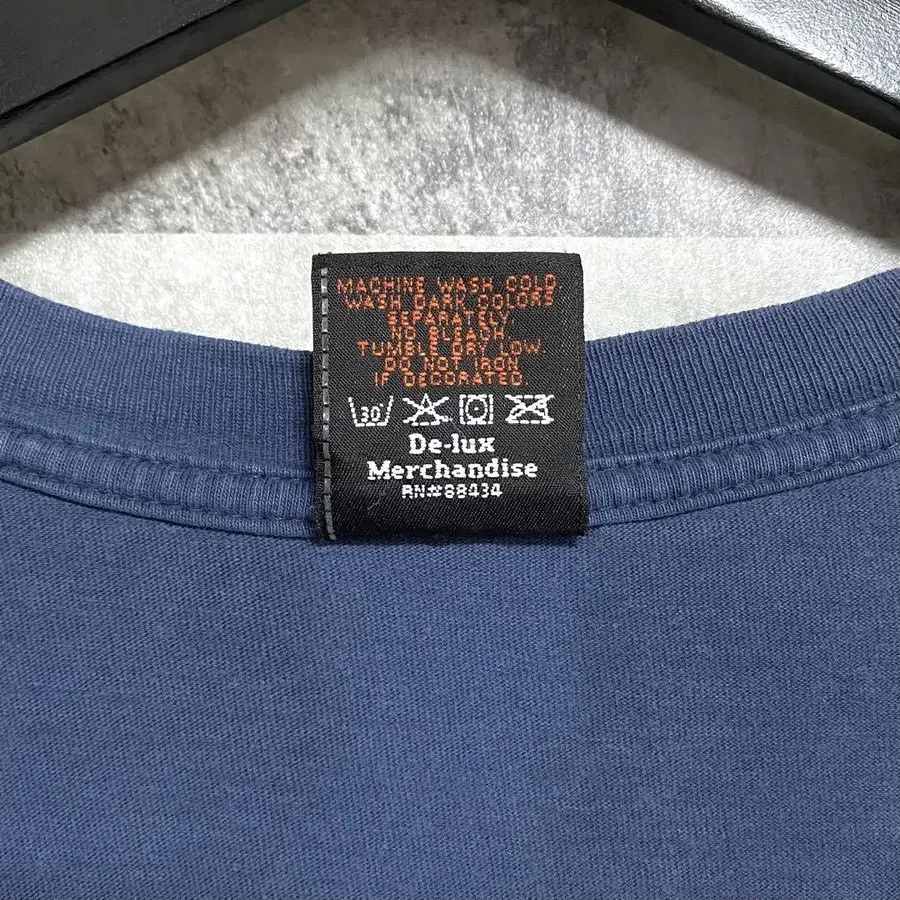 MACHINE WASH COLD
WASH DARK COLORS
SEPARATELY
NO BLEACH
TUMBLE DRY LOW
DO NOT IRON
IF DECORATED.
30°
De-lux
Merchandise
RN#88434